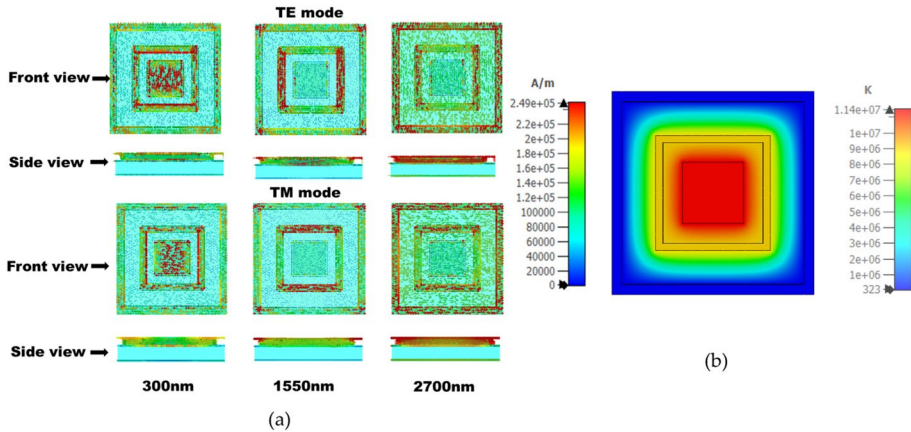 TE mode
Front view
Side view
TM mode
Front view
Side view
300nm
1550nm
2700nm
(a)
A/m
2.49e+05
2.2e+05
2e+05
1.8e+05
1.6e+05
1.4e+05
1.2e+05
100000
80000
60000
40000
20000
0
K
1.14e+07
1e+07
9e+06
8e+06
7e+06
6e+06
5e+06
4e+06
3e+06
2e+06
1e+06
323
(b)